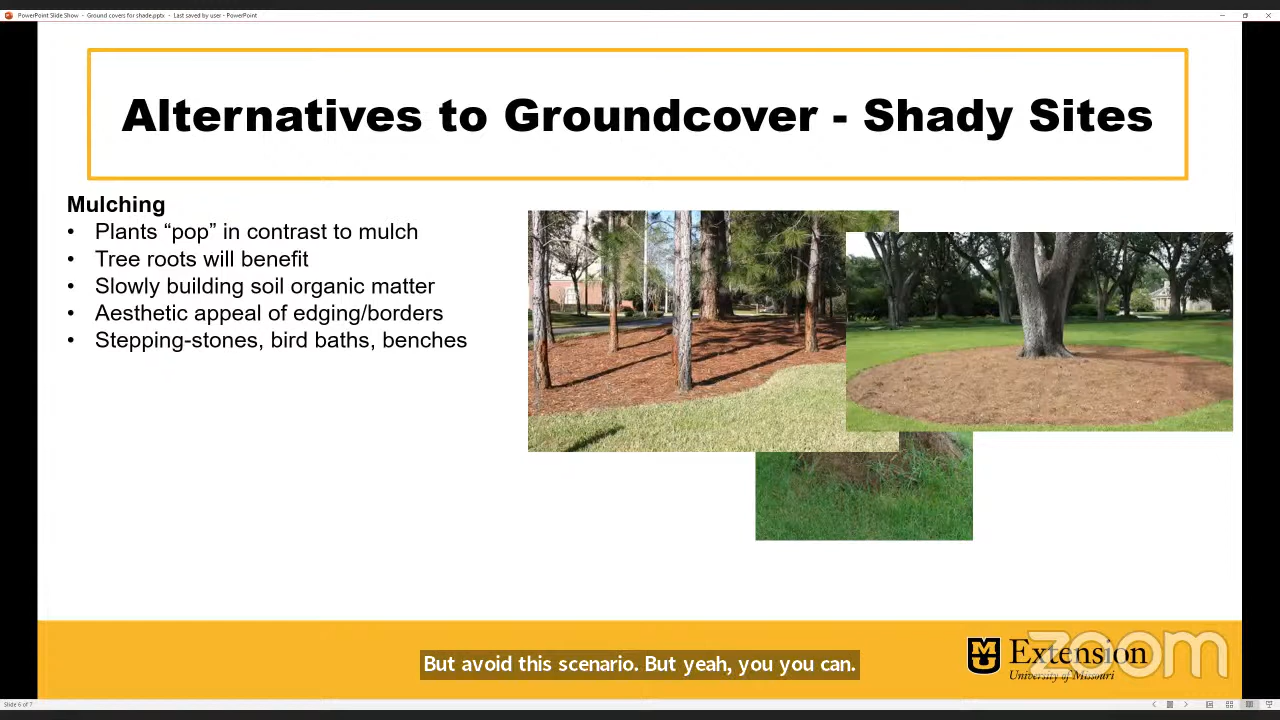 PowerPoint Slide Show - Ground covers for shade.pptx - Last saved by user - PowerPoint
Alternatives to Groundcover - Shady Sites
Mulching
• Plants “pop” in contrast to mulch
• Tree roots will benefit
• Slowly building soil organic matter
• Aesthetic appeal of edging/borders
• Stepping-stones, bird baths, benches
But avoid this scenario. But yeah, you you can.
MU
Extension
University of Missouri
zoom
Slide 6 of 7